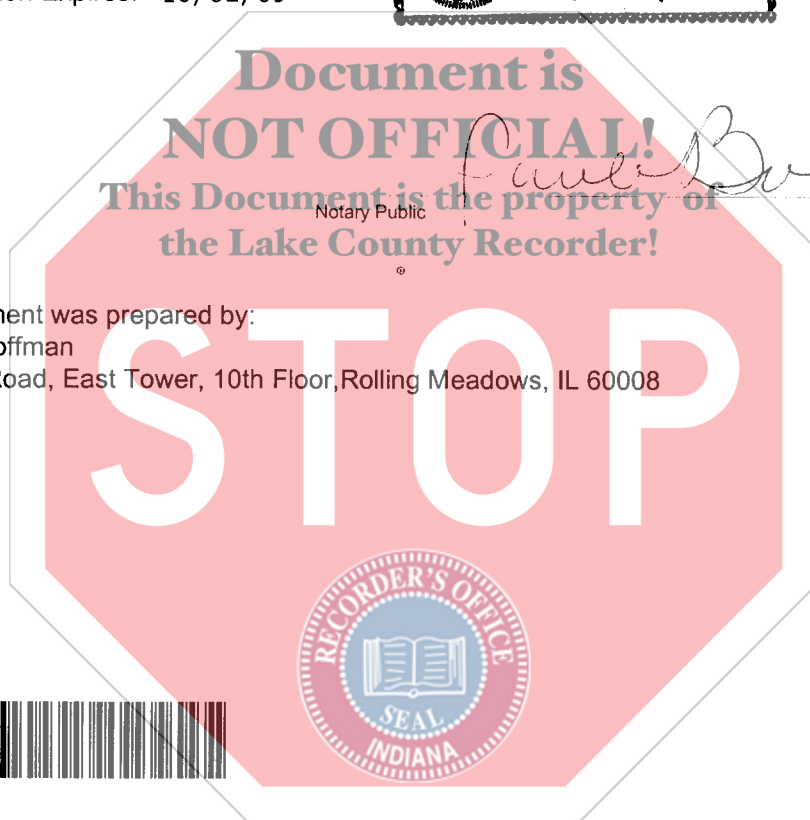 Document is
NOT OFFICIAL!
This Document is the property of
Notary Public
the Lake County Recorder!
ment was prepared by:
offman
Road, East Tower, 10th Floor,Rolling Meadows, IL 60008
STOP
RECORDER'S OFFICE
SEAL
INDIANA